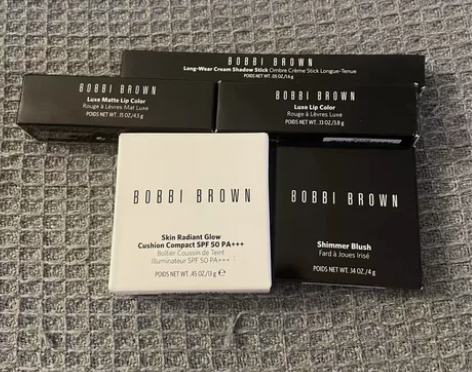 BOBBI BROWN
Long-Wear Cream Shadow Stick Ombre Crème Stick Longue-Tenue
POIDS NET WT. .05 OZ/1.6 g
BOBBI BROWN
Luxe Matte Lip Color
Rouge à Lèvres Mat Luxe
POIDS NET WT. .15 OZ/4.5 g
BOBBI BROWN
Luxe Lip Color
Rouge à Lèvres Luxe
POIDS NET WT. .13 OZ/3.8 g
BOBBI BROWN
Skin Radiant Glow
Cushion Compact SPF 50 PA+++
Boîtier Coussin de Teint
Illuminateur SPF 50 PA+++
POIDS NET WT. .45 OZ/13 g ℮
BOBBI BROWN
Shimmer Blush
Fard à Joues Irisé
POIDS NET WT. .14 OZ/4 g